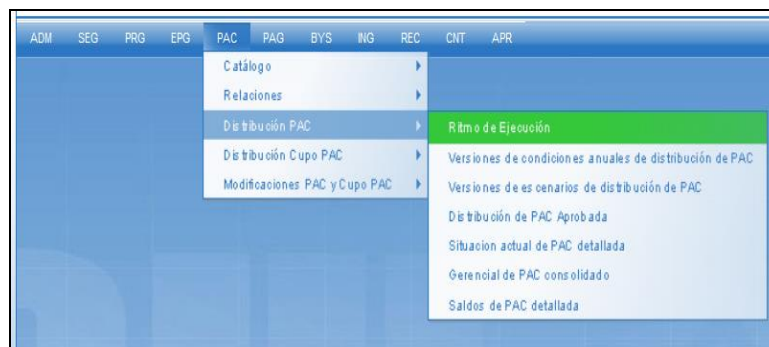 ADM SEG PRG EPG PAC PAG BYS ING REC CNT APR
Catálogo
Relaciones
Distribución PAC
Ritmo de Ejecución
Distribución Cupo PAC
Versiones de condiciones anuales de distribución de PAC
Modificaciones PAC y Cupo PAC
Versiones de escenarios de distribución de PAC
Distribución de PAC Aprobada
Situacion actual de PAC detallada
Gerencial de PAC consolidado
Saldos de PAC detallada